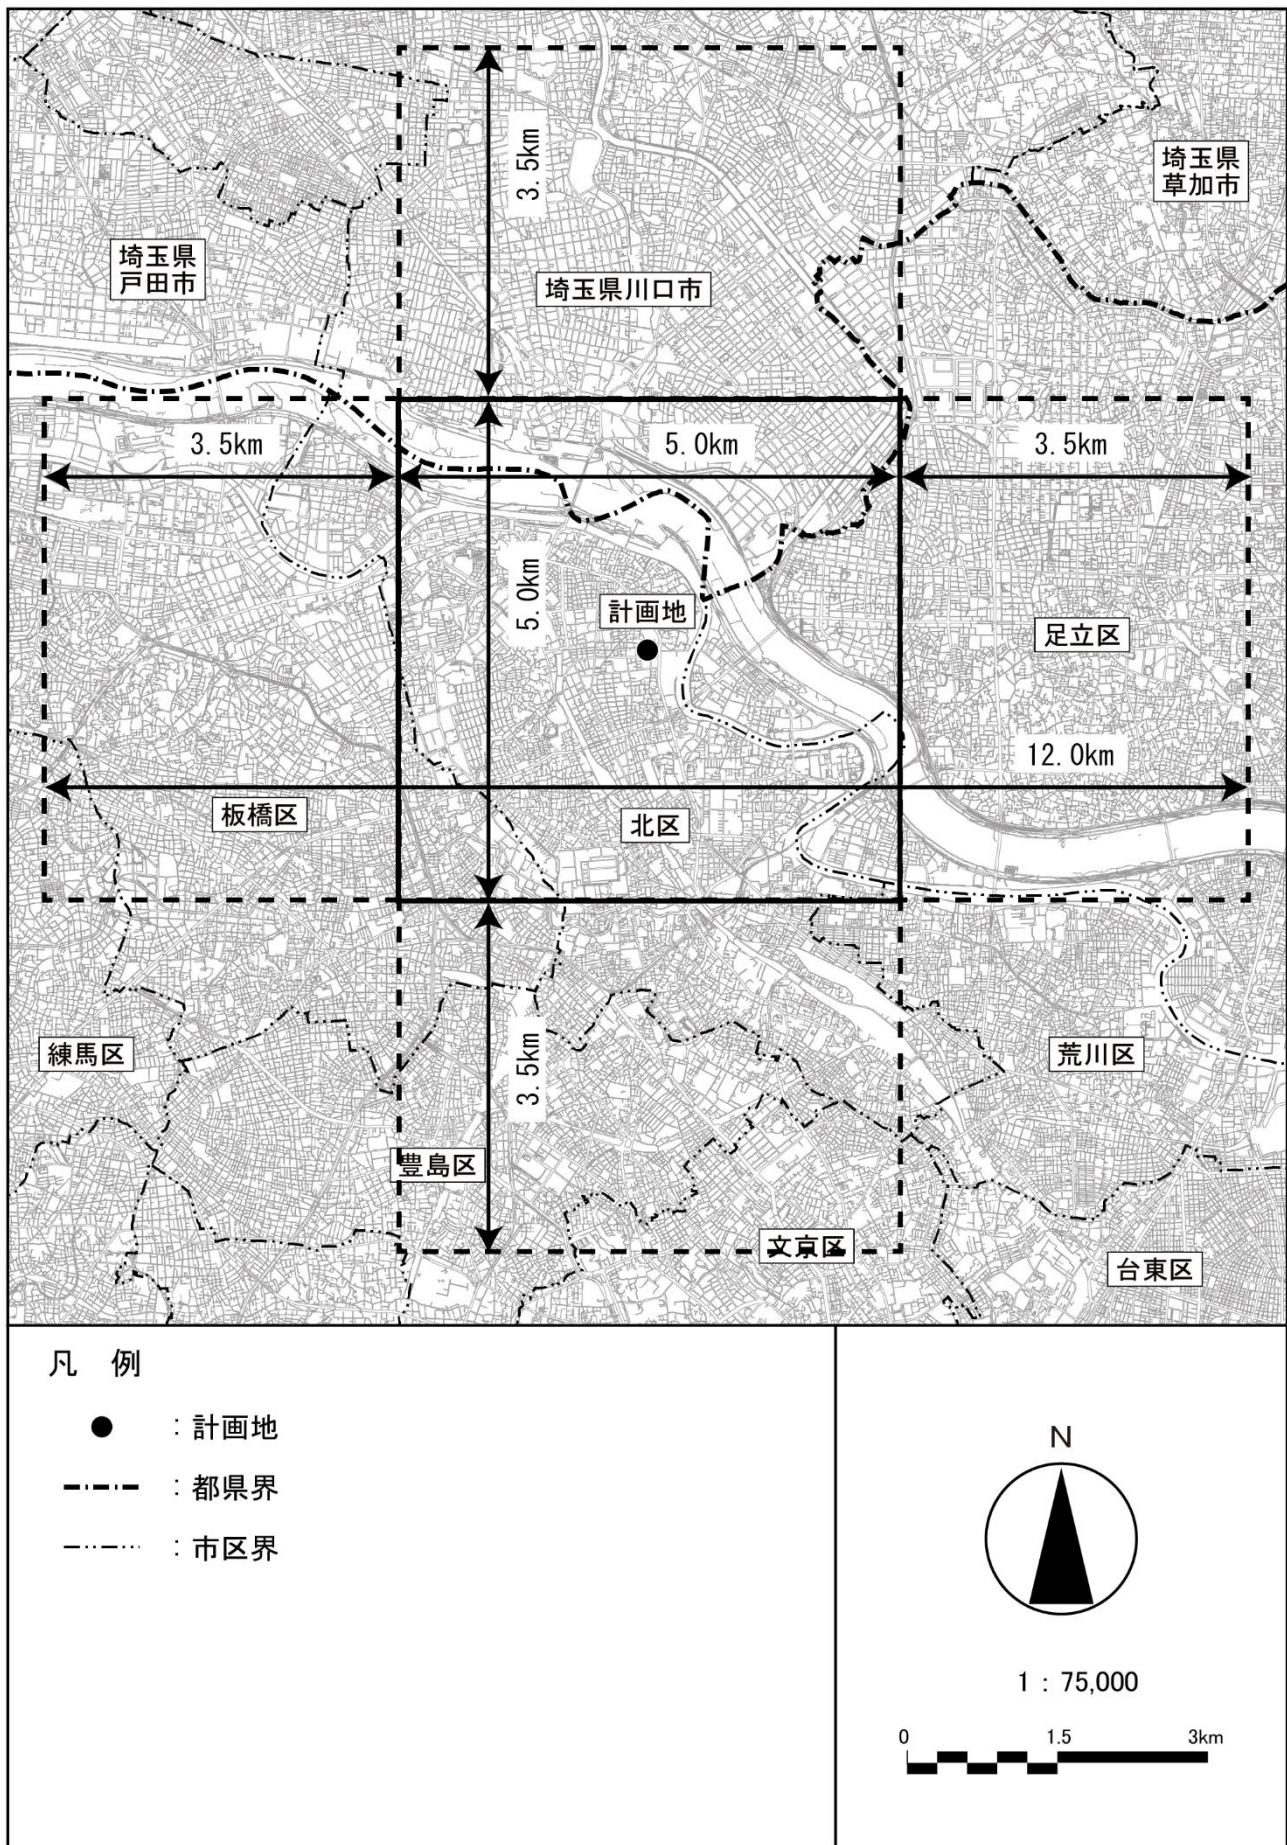 3.5km
埼玉県
草加市
埼玉県
戸田市
埼玉県川口市
3.5km
5.0km
3.5km
5.0km
計画地
足立区
12.0km
板橋区
北区
練馬区
3.5km
荒川区
豊島区
文京区
台東区
凡 例
● : 計画地
: 都県界
: 市区界
N
1 : 75,000
0 1.5 3km